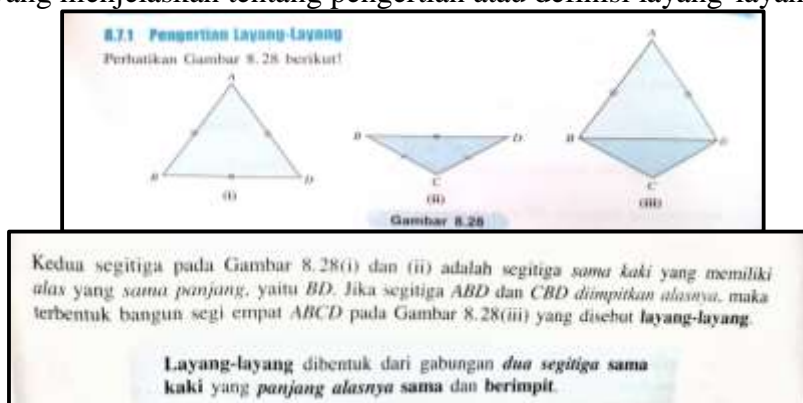 ang menjelaskan tentang pengertian atau definisi layang-layan
8.7.1 Pengertian Layang-Layang
Perhatikan Gambar 8.28 berikut!
A
B
D
(i)
B
D
C
(ii)
A
B
C
(iii)
Gambar 8.28
Kedua segitiga pada Gambar 8.28(i) dan (ii) adalah segitiga sama kaki yang memiliki
alas yang sama panjang, yaitu BD. Jika segitiga ABD dan CBD diimpitkan alasnya, maka
terbentuk bangun segi empat ABCD pada Gambar 8.28(iii) yang disebut layang-layang.
Layang-layang dibentuk dari gabungan dua segitiga sama
kaki yang panjang alasnya sama dan berimpit.